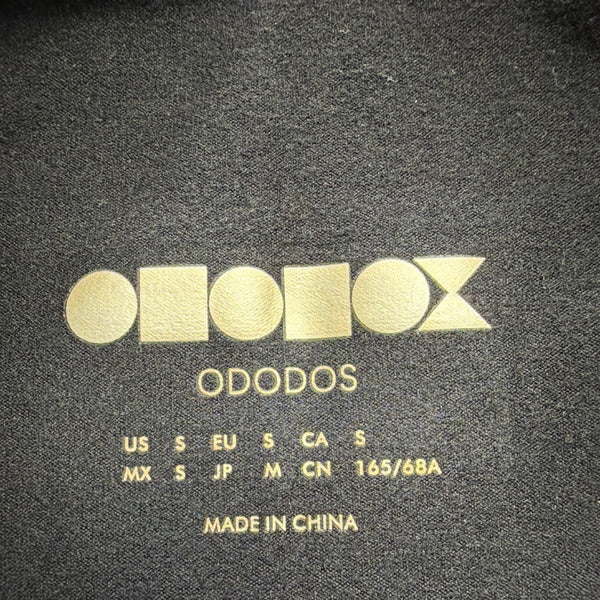 ODODOS
US S EU S CA S
MX S JP M CN 165/68A
MADE IN CHINA